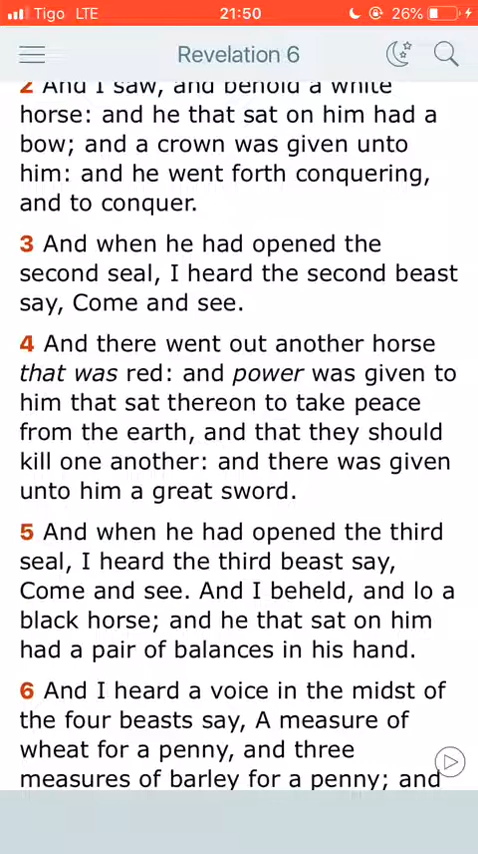 Tigo LTE 21:50 26%
Revelation 6
2 And I saw, and behold a white
horse: and he that sat on him had a
bow; and a crown was given unto
him: and he went forth conquering,
and to conquer.
3 And when he had opened the
second seal, I heard the second beast
say, Come and see.
4 And there went out another horse
that was red: and power was given to
him that sat thereon to take peace
from the earth, and that they should
kill one another: and there was given
unto him a great sword.
5 And when he had opened the third
seal, I heard the third beast say,
Come and see. And I beheld, and lo a
black horse; and he that sat on him
had a pair of balances in his hand.
6 And I heard a voice in the midst of
the four beasts say, A measure of
wheat for a penny, and three
measures of barley for a penny; and